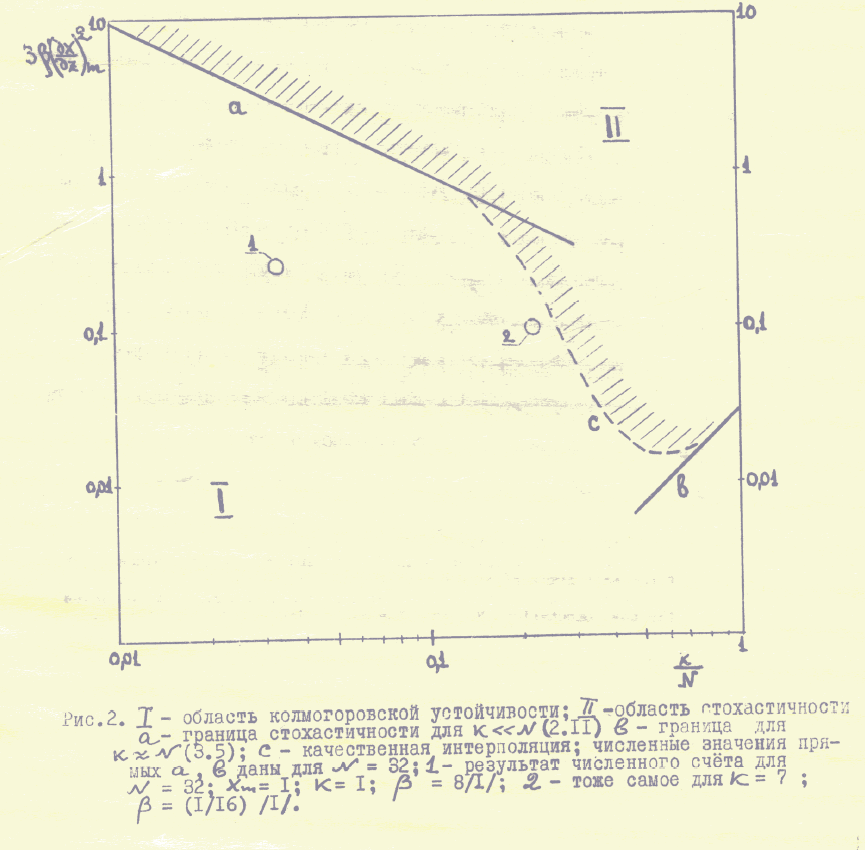 10
10
3β(∂x/∂z)²m
a
II
1
1
1
0,1
0,1
2
c
0,01
0,01
I
в
0,01
0,1
1
K/N
Рис.2. I – область колмогоровской устойчивости; II –область стохастичности
a – граница стохастичности для K<<N (2.II) в – граница для
K≈N (3.5); C – качественная интерполяция; численные значения пря-
мых a, в даны для N = 32; 1 – результат численного счёта для
N = 32; Xm= I; K= I; β = 8/I/; 2 – тоже самое для K = 7 ;
β = (I/I6) /I/.